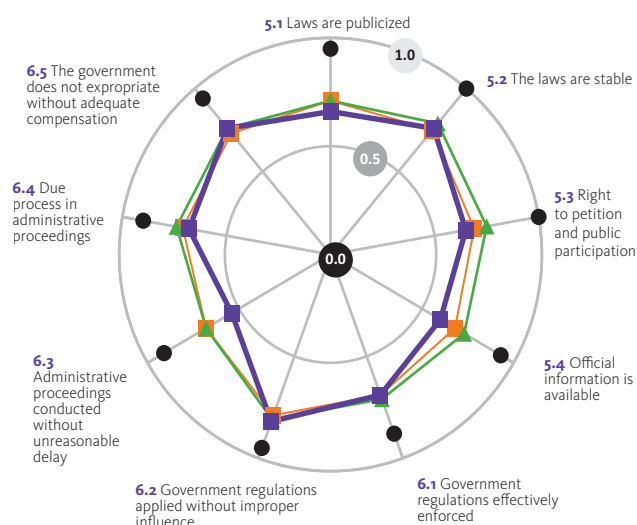 5.1 Laws are publicized
1.0
5.2 The laws are stable
0.5
5.3 Right
to petition
and public
participation
0.0
5.4 Official
information is
available
6.1 Government
regulations effectively
enforced
6.2 Government regulations
applied without improper
influence
6.3
Administrative
proceedings
conducted
without
unreasonable
delay
6.4 Due
process in
administrative
proceedings
6.5 The government
does not expropriate
without adequate
compensation